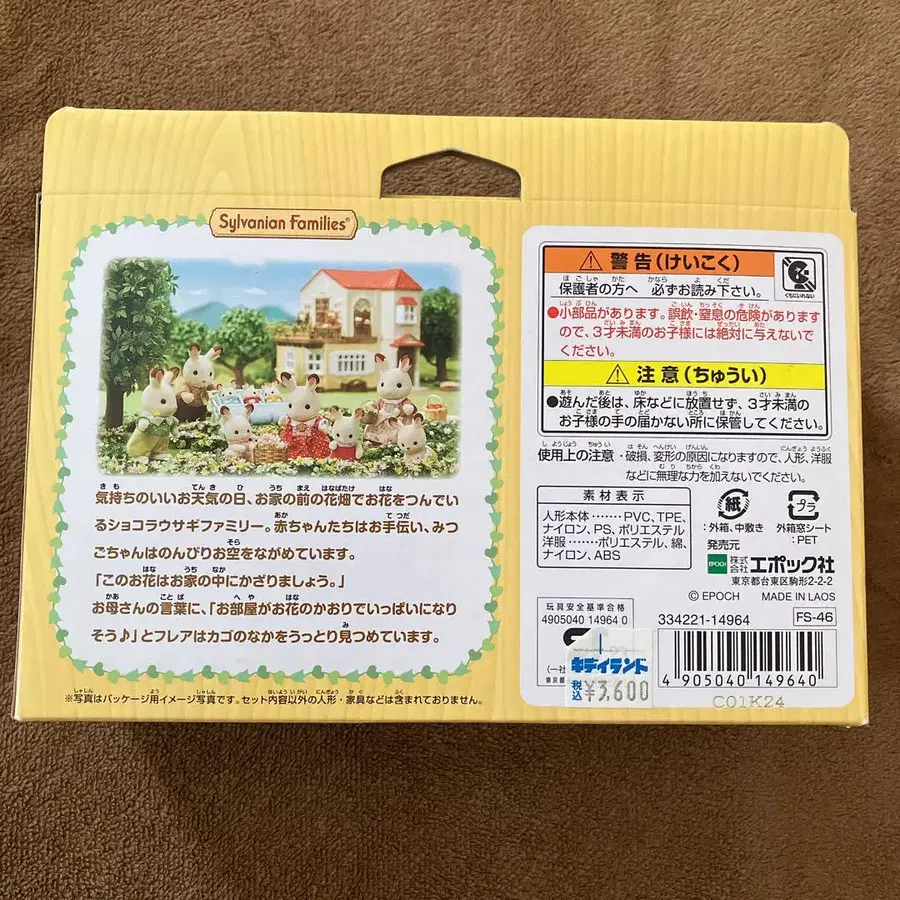 Sylvanian Families®
気持ちのいいお天気の日、お家の前の花畑でお花をつんでい
るショコラウサギファミリー。赤ちゃんたちはお手伝い、みつ
ごちゃんはのんびりお空をながめています。
「このお花はお家の中にかざりましょう。」
お母さんの言葉に、「お部屋がお花のかおりでいっぱいになり
そう♪」とフレアはカゴのなかをうっとり見つめています。
※写真はパッケージ用イメージ写真です。セット内容以外の人形・家具などは含まれておりません。
警告(けいこく)
くちにいれない
保護者の方へ 必ずお読み下さい。
●小部品があります。誤飲・窒息の危険があります
ので、3才未満のお子様には絶対に与えないで
ください。
注意(ちゅうい)
●遊んだ後は、床などに放置せず、3才未満の
お子様の手の届かない所に保管してください。
使用上の注意・破損、変形の原因になりますので、人形、洋服
などに無理な力を加えないでください。
素材表示
人形本体……PVC、TPE、
ナイロン、PS、ポリエステル
洋服……ポリエステル、綿、
ナイロン、ABS
紙
:外箱、中敷き
プラ
外箱窓シート
:PET
発売元
EPOCH 株式会社 エポック社
東京都台東区駒形2-2-2
© EPOCH MADE IN LAOS
玩具安全基準合格
4905040 14964 0
334221-14964
FS-46
キデイランド
税込 ¥3,600
4 905040 149640
C01K24